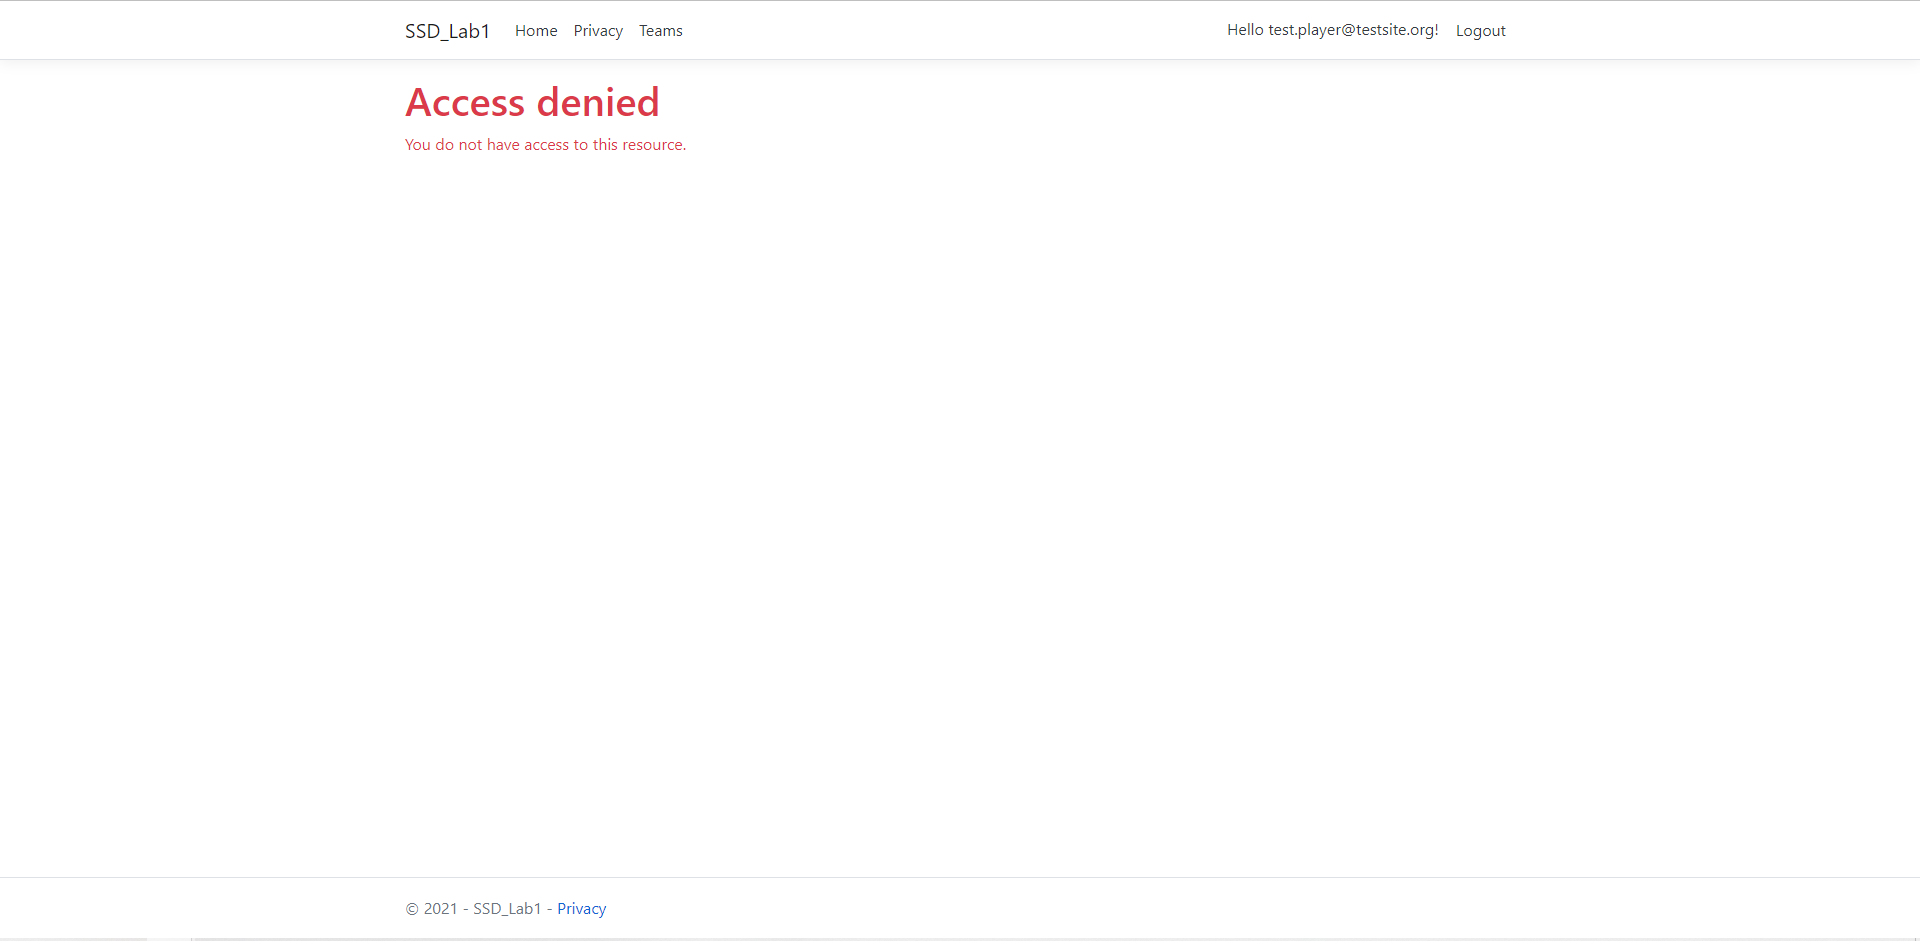 SSD_Lab1 Home Privacy Teams Hello test.player@testsite.org! Logout
Access denied
You do not have access to this resource.
© 2021 - SSD_Lab1 - Privacy